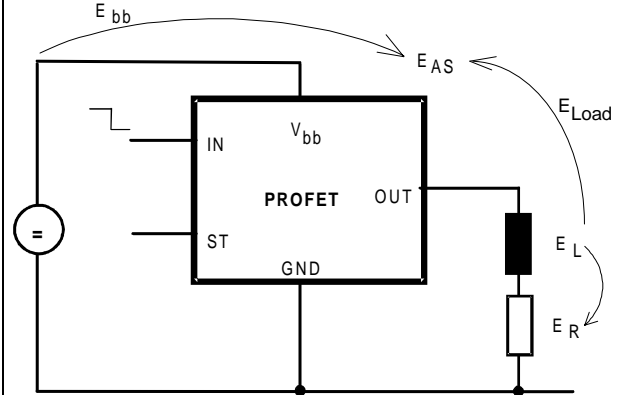 E bb
E AS
E Load
V bb
IN
PROFET
OUT
=
ST
GND
E L
E R